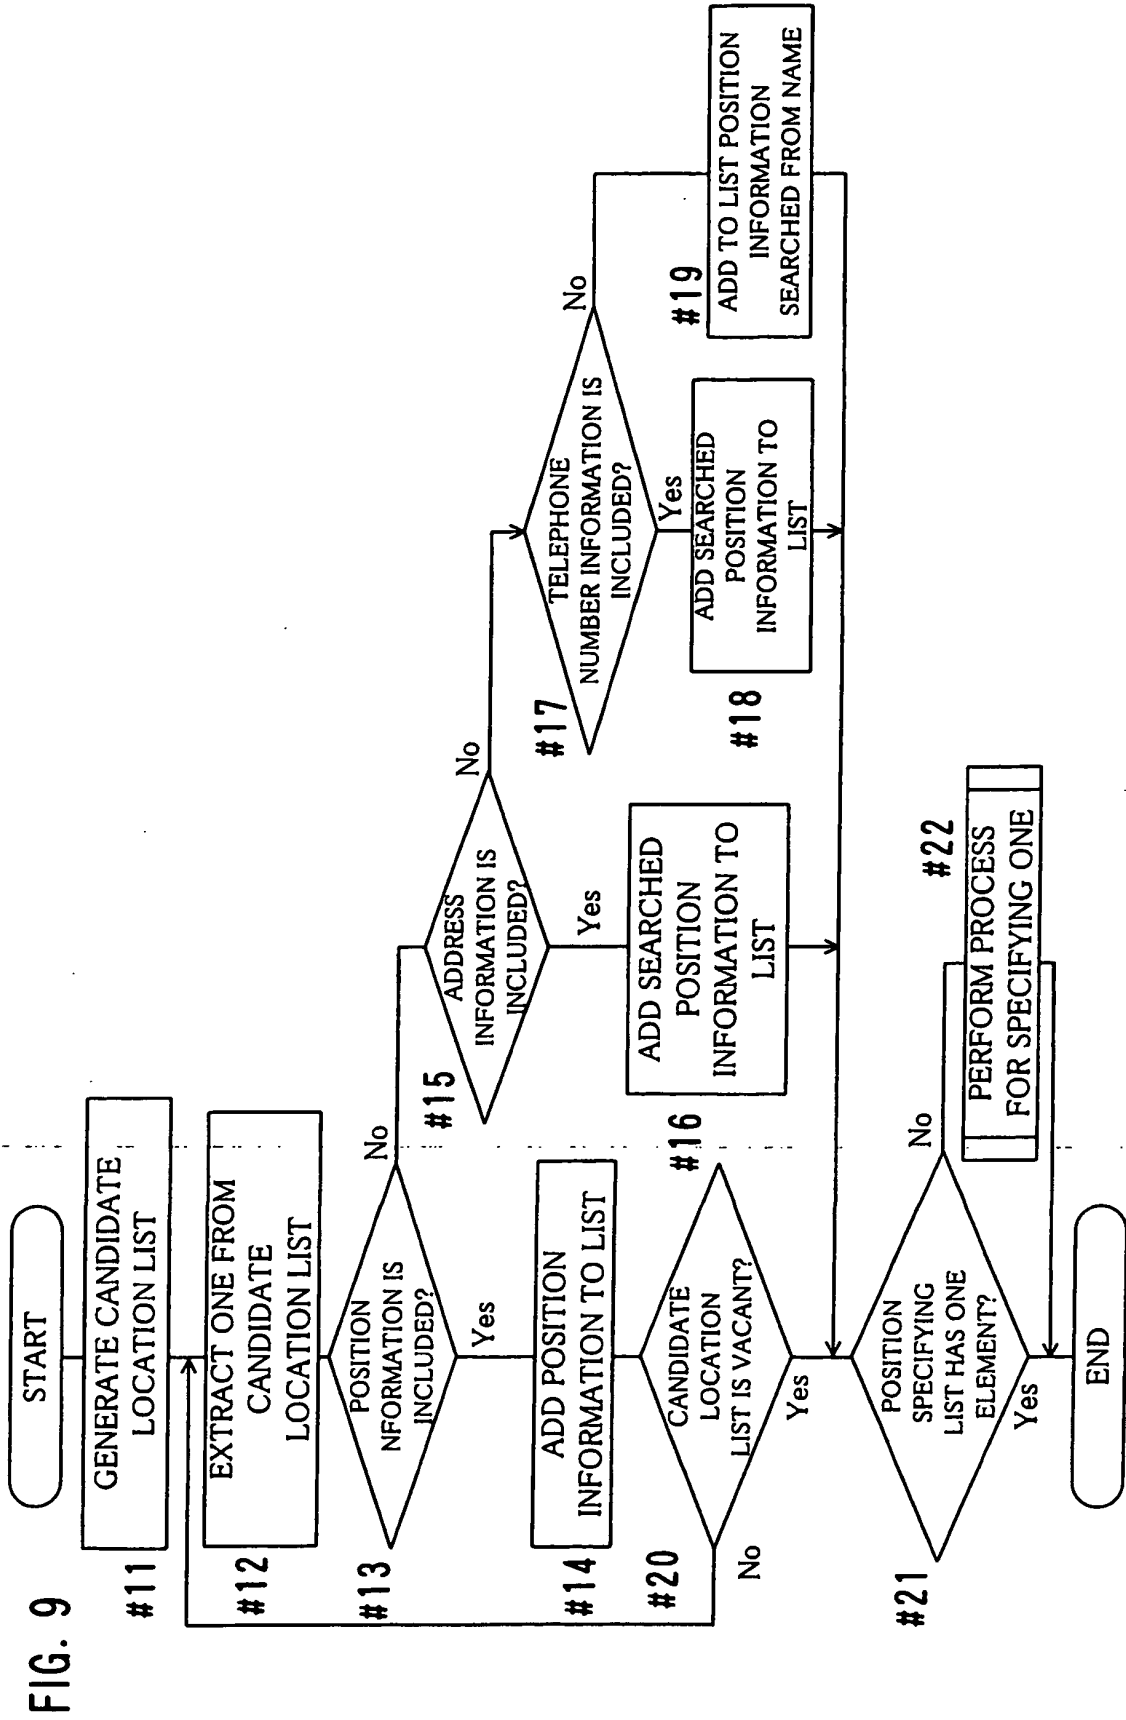 FIG. 9
START
#11
GENERATE CANDIDATE
LOCATION LIST
#12
EXTRACT ONE FROM
CANDIDATE
LOCATION LIST
#13
POSITION
NFORMATION IS
INCLUDED?
No
Yes
#14
ADD POSITION
INFORMATION TO LIST
#15
ADDRESS
INFORMATION IS
INCLUDED?
No
Yes
#16
ADD SEARCHED
POSITION
INFORMATION TO
LIST
#17
TELEPHONE
NUMBER INFORMATION IS
INCLUDED?
No
Yes
#18
ADD SEARCHED
POSITION
INFORMATION TO
LIST
#19
ADD TO LIST POSITION
INFORMATION
SEARCHED FROM NAME
#20
CANDIDATE
LOCATION
LIST IS VACANT?
No
Yes
#21
POSITION
SPECIFYING
LIST HAS ONE
ELEMENT?
No
Yes
#22
PERFORM PROCESS
FOR SPECIFYING ONE
END